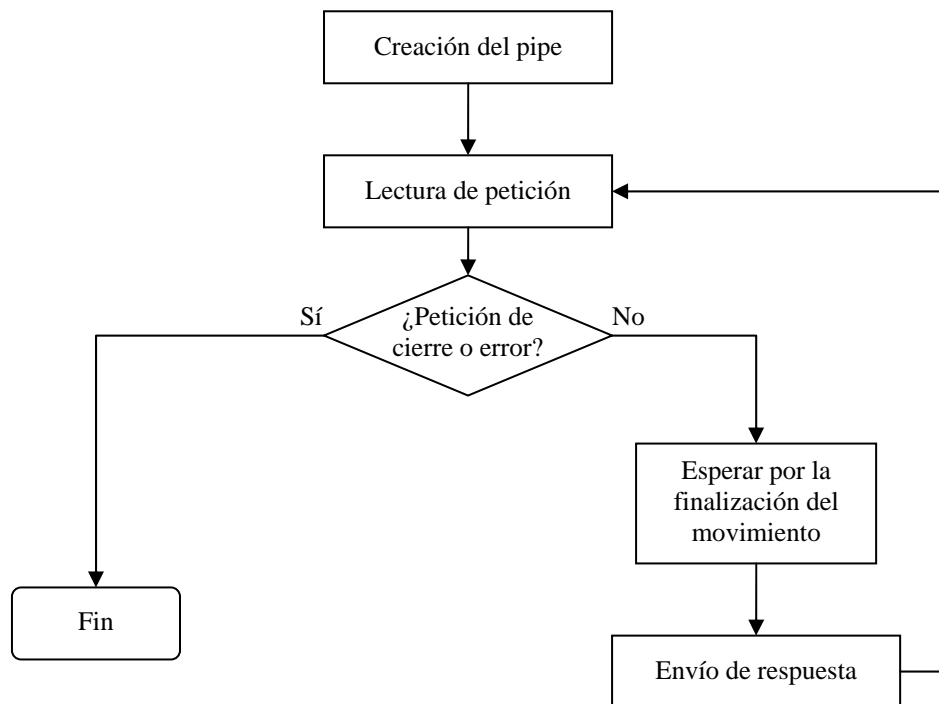 Creación del pipe
Lectura de petición
Sí
¿Petición de
cierre o error?
No
Esperar por la
finalización del
movimiento
Fin
Envío de respuesta